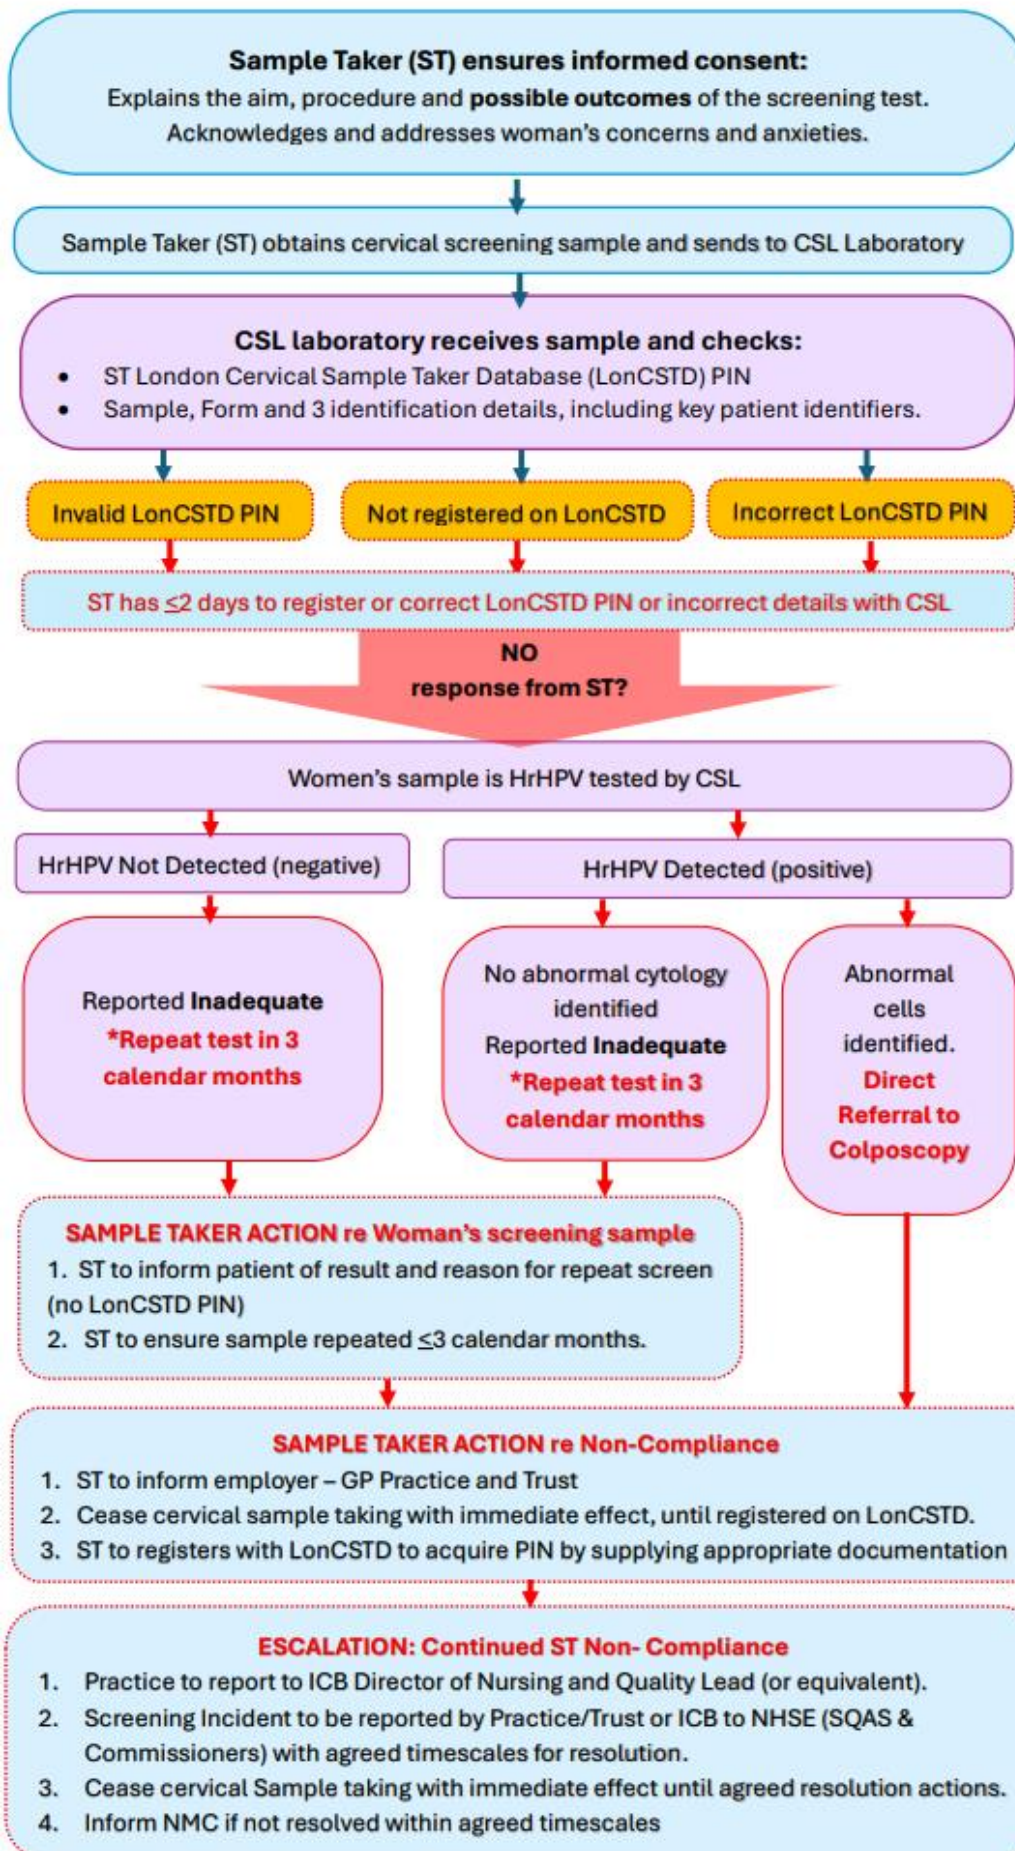 Sample Taker (ST) ensures informed consent:
Explains the aim, procedure and possible outcomes of the screening test.
Acknowledges and addresses woman's concerns and anxieties.
Sample Taker (ST) obtains cervical screening sample and sends to CSL Laboratory
CSL laboratory receives sample and checks:
• ST London Cervical Sample Taker Database (LonCSTD) PIN
• Sample, Form and 3 identification details, including key patient identifiers.
Invalid LonCSTD PIN
Not registered on LonCSTD
Incorrect LonCSTD PIN
ST has ≤2 days to register or correct LonCSTD PIN or incorrect details with CSL
NO
response from ST?
Women's sample is HrHPV tested by CSL
HrHPV Not Detected (negative)
HrHPV Detected (positive)
Reported Inadequate
*Repeat test in 3
calendar months
No abnormal cytology
identified
Reported Inadequate
*Repeat test in 3
calendar months
Abnormal
cells
identified.
Direct
Referral to
Colposcopy
SAMPLE TAKER ACTION re Woman's screening sample
1. ST to inform patient of result and reason for repeat screen
(no LonCSTD PIN)
2. ST to ensure sample repeated ≤3 calendar months.
SAMPLE TAKER ACTION re Non-Compliance
1. ST to inform employer – GP Practice and Trust
2. Cease cervical sample taking with immediate effect, until registered on LonCSTD.
3. ST to registers with LonCSTD to acquire PIN by supplying appropriate documentation
ESCALATION: Continued ST Non- Compliance
1. Practice to report to ICB Director of Nursing and Quality Lead (or equivalent).
2. Screening Incident to be reported by Practice/Trust or ICB to NHSE (SQAS &
Commissioners) with agreed timescales for resolution.
3. Cease cervical Sample taking with immediate effect until agreed resolution actions.
4. Inform NMC if not resolved within agreed timescales